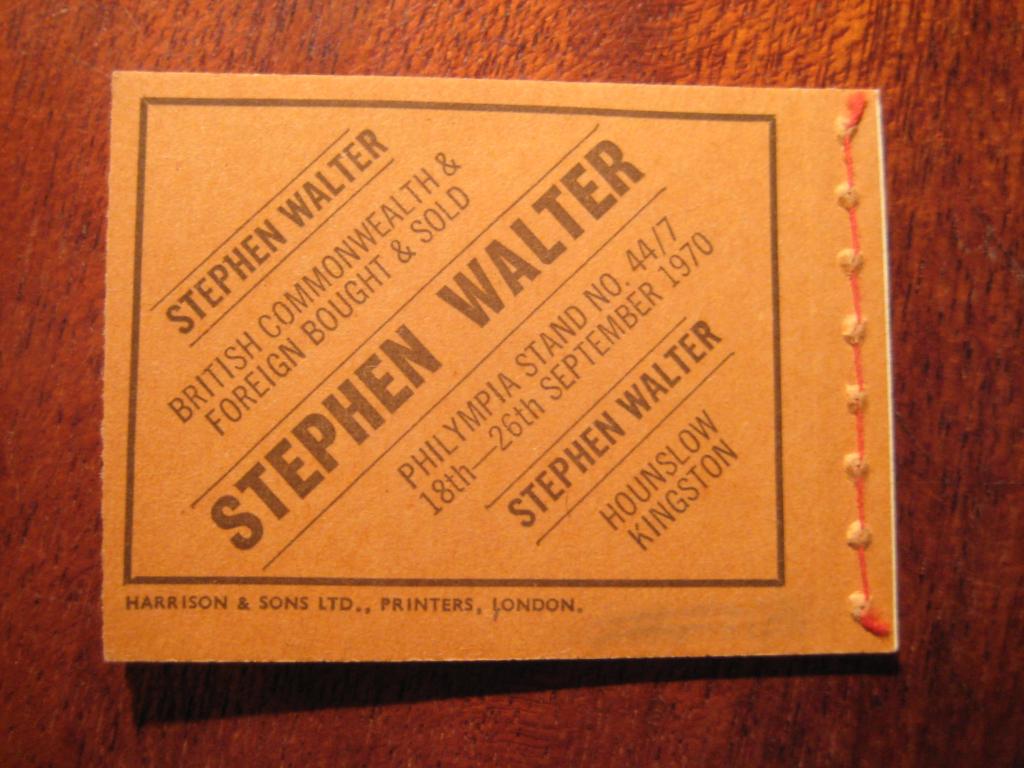 STEPHEN WALTER
BRITISH COMMONWEALTH &
FOREIGN BOUGHT & SOLD
STEPHEN WALTER
PHILYMPIA STAND NO. 44/7
18th—26th SEPTEMBER 1970
STEPHEN WALTER
HOUNSLOW
KINGSTON
HARRISON & SONS LTD., PRINTERS, LONDON.